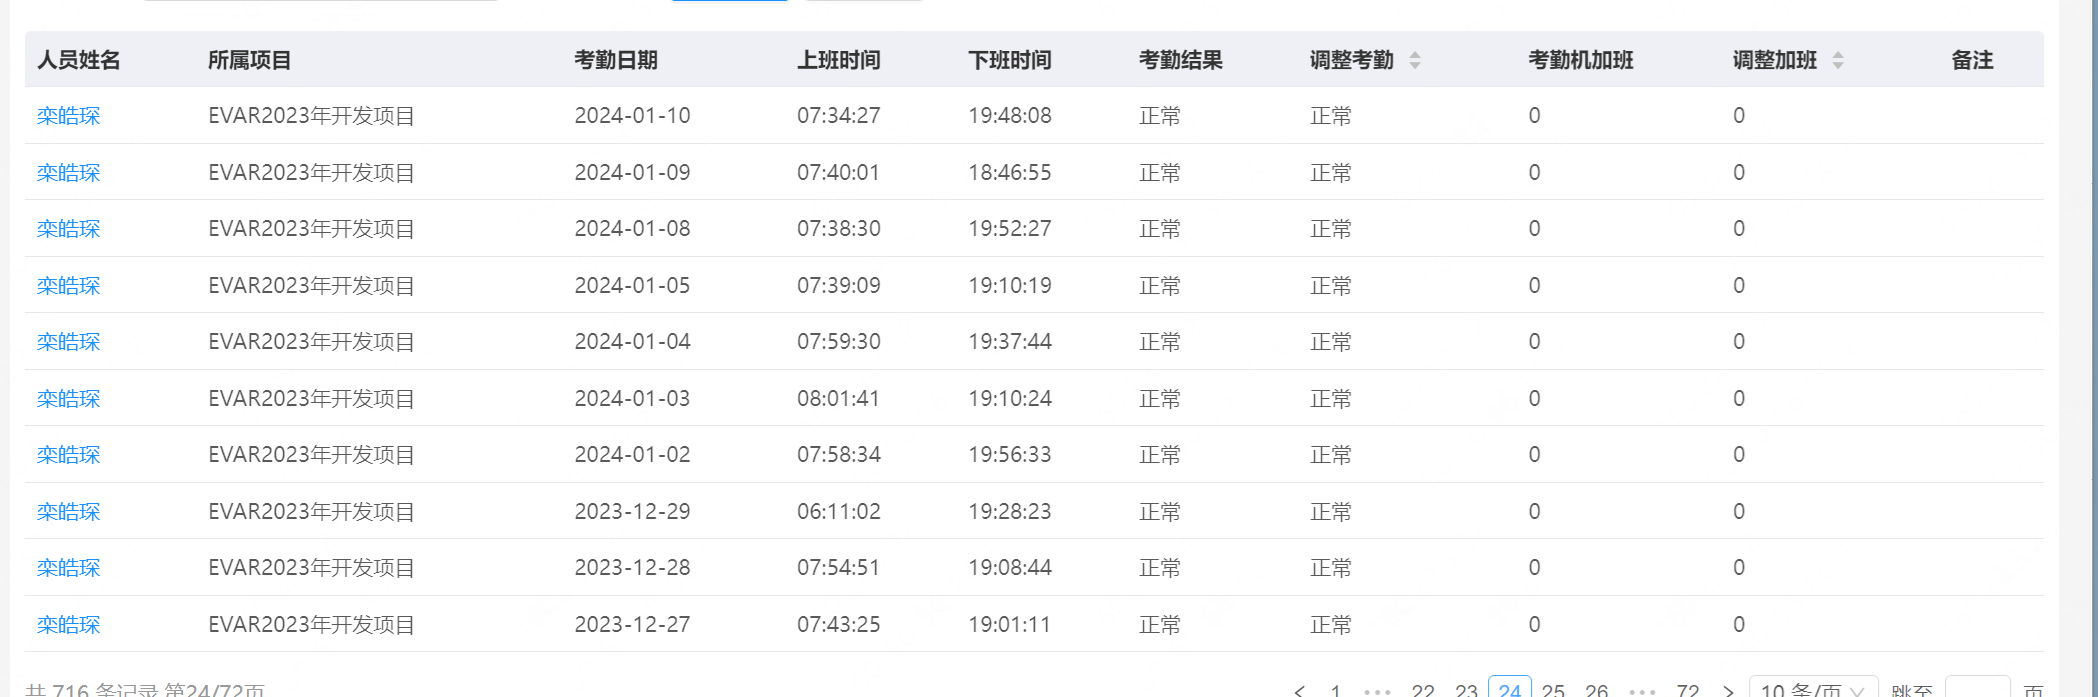 人员姓名 所属项目 考勤日期 上班时间 下班时间 考勤结果 调整考勤 考勤机加班 调整加班 备注
栾皓琛 EVAR2023年开发项目 2024-01-10 07:34:27 19:48:08 正常 正常 0 0
栾皓琛 EVAR2023年开发项目 2024-01-09 07:40:01 18:46:55 正常 正常 0 0
栾皓琛 EVAR2023年开发项目 2024-01-08 07:38:30 19:52:27 正常 正常 0 0
栾皓琛 EVAR2023年开发项目 2024-01-05 07:39:09 19:10:19 正常 正常 0 0
栾皓琛 EVAR2023年开发项目 2024-01-04 07:59:30 19:37:44 正常 正常 0 0
栾皓琛 EVAR2023年开发项目 2024-01-03 08:01:41 19:10:24 正常 正常 0 0
栾皓琛 EVAR2023年开发项目 2024-01-02 07:58:34 19:56:33 正常 正常 0 0
栾皓琛 EVAR2023年开发项目 2023-12-29 06:11:02 19:28:23 正常 正常 0 0
栾皓琛 EVAR2023年开发项目 2023-12-28 07:54:51 19:08:44 正常 正常 0 0
栾皓琛 EVAR2023年开发项目 2023-12-27 07:43:25 19:01:11 正常 正常 0 0
共 716 条记录 第24/72页 < 1 ••• 22 23 24 25 26 ••• 72 > 10 条/页 跳至 页